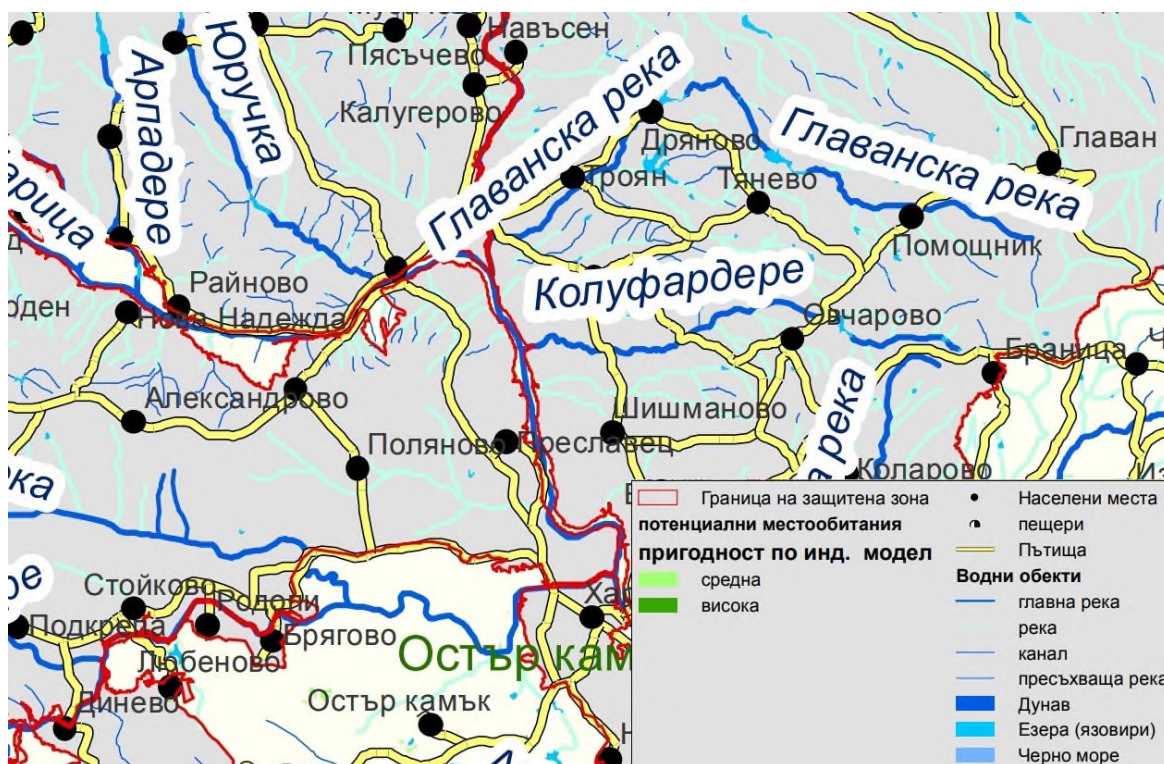 Навъсен
Пясъчево
Юручка
Арпадере
Калугерово
Главанска река
Дряново
Главан
Троян
Тянево
Главанска река
Помощник
Райново
Колуфардере
Нова Надежда
Овчарово
Браница
Александрово
Шишманово
Поляново
Преславец
Коларово
Стойково
Родопи
Подкрепа
Брягово
Любеново
Остър кам
Динево
Остър камък
Граница на защитена зона
потенциални местообитания
пригодност по инд. модел
средна
висока
Населени места
пещери
Пътища
Водни обекти
главна река
река
канал
пресъхваща река
Дунав
Езера (язовири)
Черно море